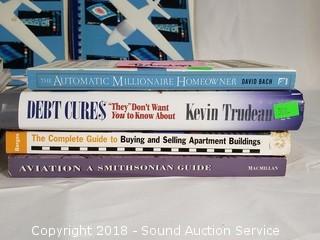 THE AUTOMATIC MILLIONAIRE HOMEOWNER DAVID BACH
DEBT CURES "They" Don't Want You to Know About Kevin Trudeau
The Complete Guide to Buying and Selling Apartment Buildings
AVIATION A SMITHSONIAN GUIDE MACMILLAN
Copyright 2018 - Sound Auction Service